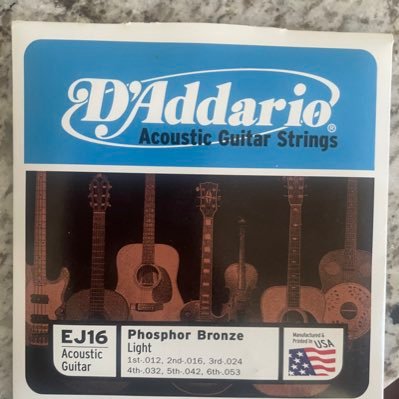 D'Addario®
Acoustic Guitar Strings
EJ16
Acoustic
Guitar
Phosphor Bronze
Light
1st-.012, 2nd-.016, 3rd-.024
4th-.032, 5th-.042, 6th-.053
Manufactured &
Printed in USA